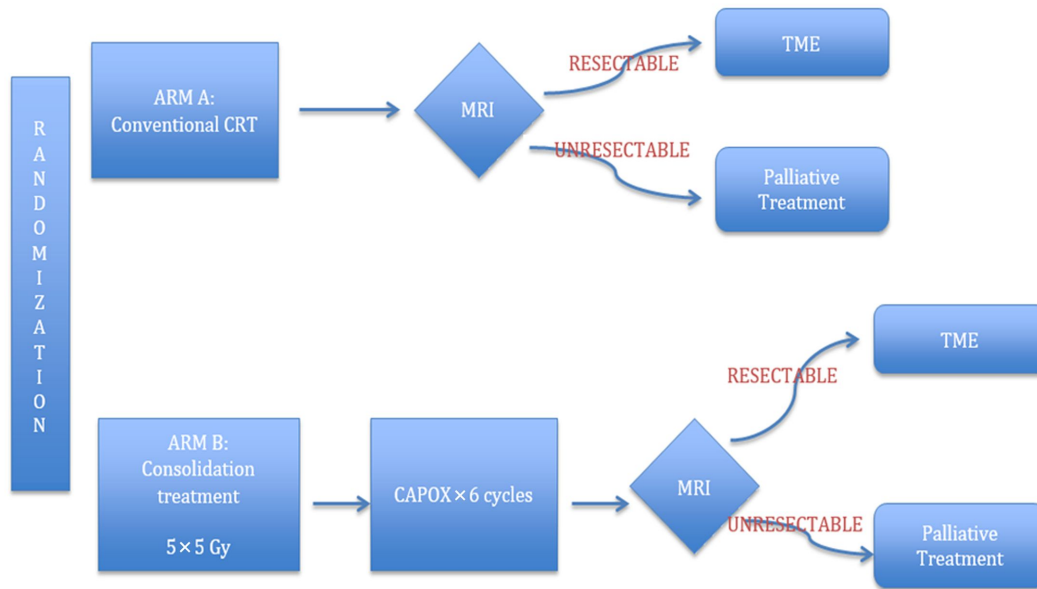 RANDOMIZATION
ARM A:
Conventional CRT
MRI
RESECTABLE
TME
UNRESECTABLE
Palliative
Treatment
ARM B:
Consolidation
treatment
5×5 Gy
CAPOX×6 cycles
MRI
RESECTABLE
TME
UNRESECTABLE
Palliative
Treatment